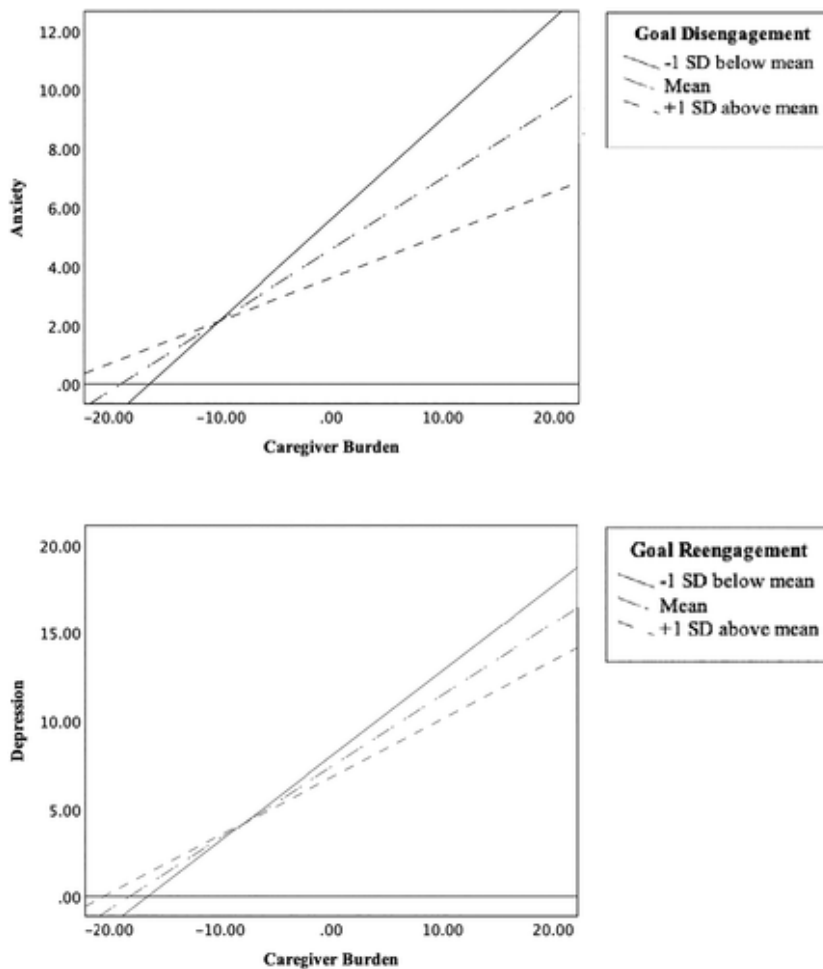 12.00
10.00
8.00
6.00
4.00
2.00
.00
Anxiety
-20.00 -10.00 .00 10.00 20.00
Caregiver Burden
Goal Disengagement
-1 SD below mean
Mean
+1 SD above mean
20.00
15.00
10.00
5.00
.00
Depression
-20.00 -10.00 .00 10.00 20.00
Caregiver Burden
Goal Reengagement
-1 SD below mean
Mean
+1 SD above mean